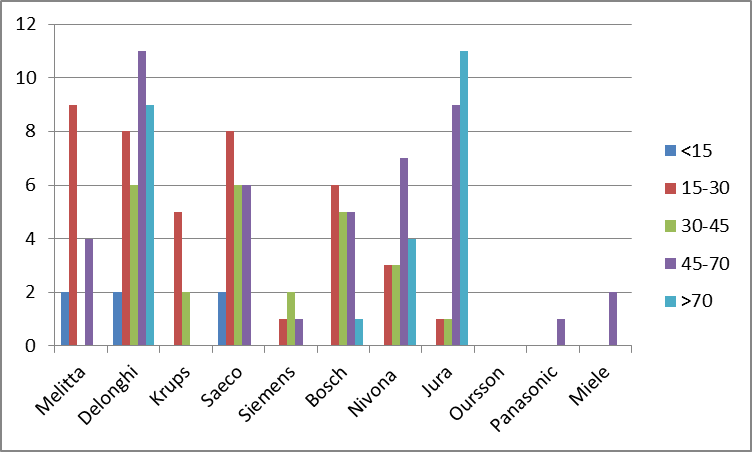 12
10
8
6
4
2
0
Melitta
Delonghi
Krups
Saeco
Siemens
Bosch
Nivona
Jura
Oursson
Panasonic
Miele
<15
15-30
30-45
45-70
>70